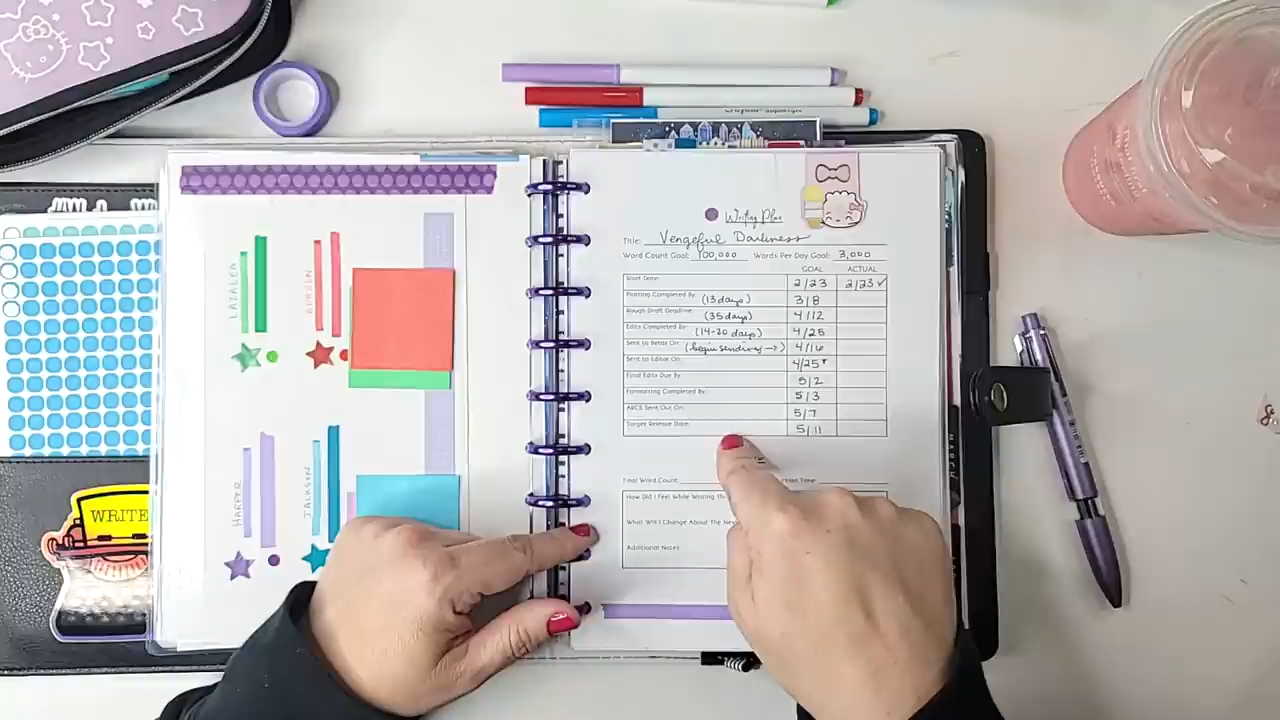 WRITE
LAZALEA
HARPER
JACKSON
Writing Plan
Title: Vengeful Darkness
Word Count Goal: 100,000 Words Per Day Goal: 3,000
GOAL ACTUAL
Start Date: 2/23 2/23 ✓
Plotting Completed By: (13 days) 3/8
Rough Draft Deadline: (35 days) 4/12
Edits Completed By: (14-20 days) 4/25
Sent to Betas On: (begin sending →) 4/16
Sent to Editor On: 4/25*
Final Edits Due By: 5/2
Formatting Completed By: 5/3
ARCS Sent Out On: 5/7
Target Release Date: 5/11
Final Word Count:
How Did I Feel While Writing
What Will I Change About The
Additional Notes
MARCH